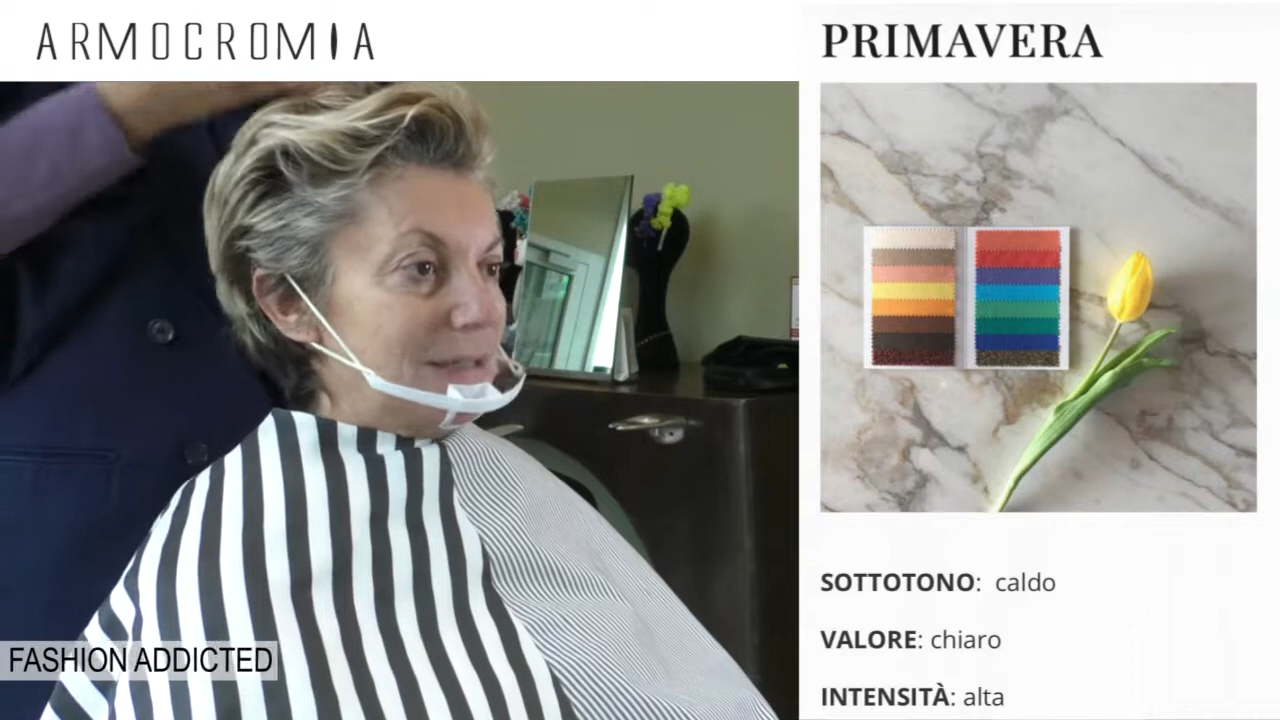 ARMOCROMIA
PRIMAVERA
SOTTOTONO: caldo
VALORE: chiaro
INTENSITÀ: alta
FASHION ADDICTED